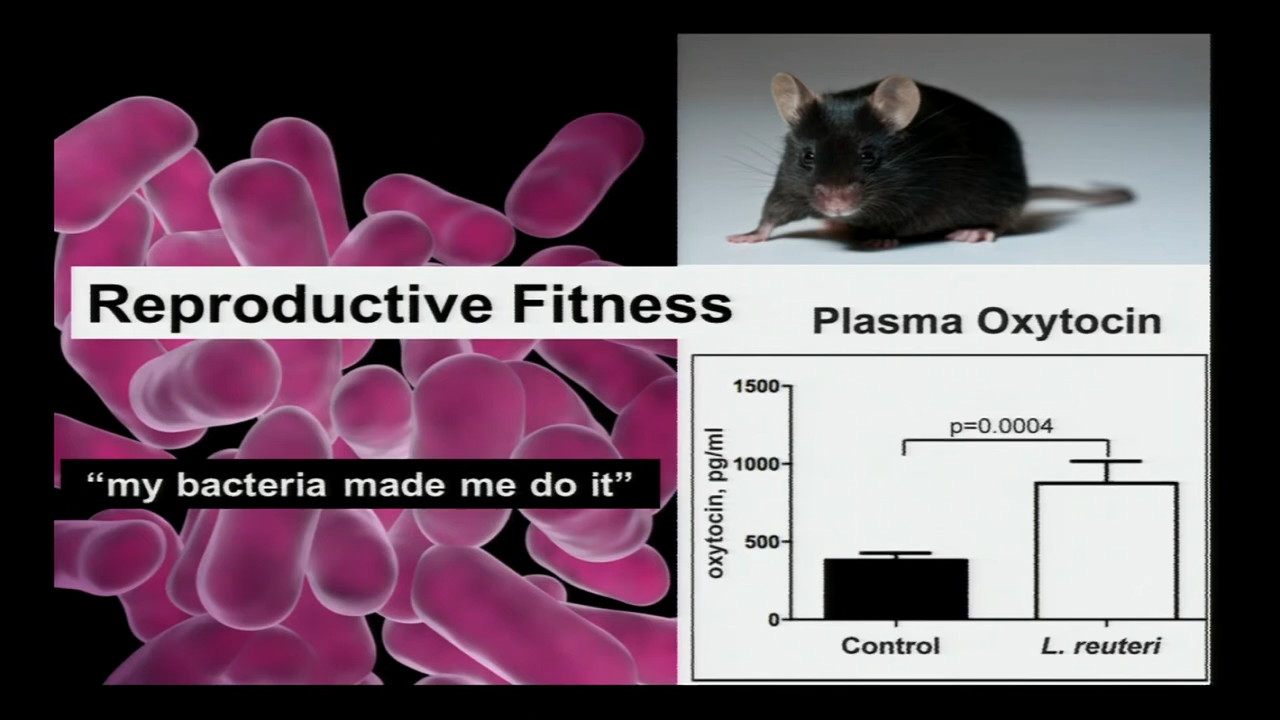 Reproductive Fitness
“my bacteria made me do it”
Plasma Oxytocin
oxytocin, pg/ml
1500
1000
500
0
p=0.0004
Control
L. reuteri